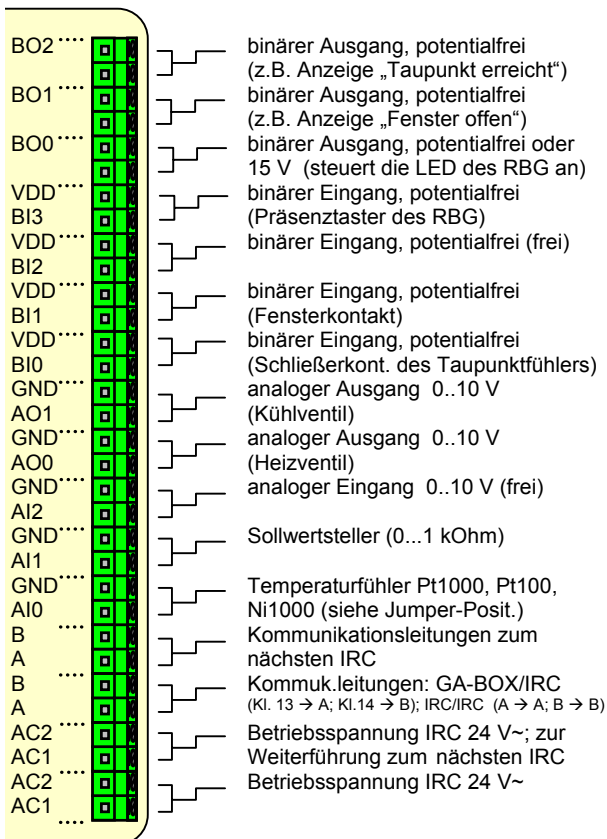 BO2 binärer Ausgang, potentialfrei
(z.B. Anzeige „Taupunkt erreicht“)
BO1 binärer Ausgang, potentialfrei
(z.B. Anzeige „Fenster offen“)
BO0 binärer Ausgang, potentialfrei oder
15 V (steuert die LED des RBG an)
VDD binärer Eingang, potentialfrei
BI3 (Präsenztaster des RBG)
VDD binärer Eingang, potentialfrei (frei)
BI2
VDD binärer Eingang, potentialfrei
BI1 (Fensterkontakt)
VDD binärer Eingang, potentialfrei
BI0 (Schließerkont. des Taupunktfühlers)
GND analoger Ausgang 0..10 V
AO1 (Kühlventil)
GND analoger Ausgang 0..10 V
AO0 (Heizventil)
GND analoger Eingang 0..10 V (frei)
AI2
GND Sollwertsteller (0...1 kOhm)
AI1
GND Temperaturfühler Pt1000, Pt100,
AI0 Ni1000 (siehe Jumper-Posit.)
B Kommunikationsleitungen zum
A nächsten IRC
B Kommuk.leitungen: GA-BOX/IRC
A (Kl. 13 → A; Kl.14 → B); IRC/IRC (A → A; B → B)
AC2 Betriebsspannung IRC 24 V~; zur
AC1 Weiterführung zum nächsten IRC
AC2 Betriebsspannung IRC 24 V~
AC1